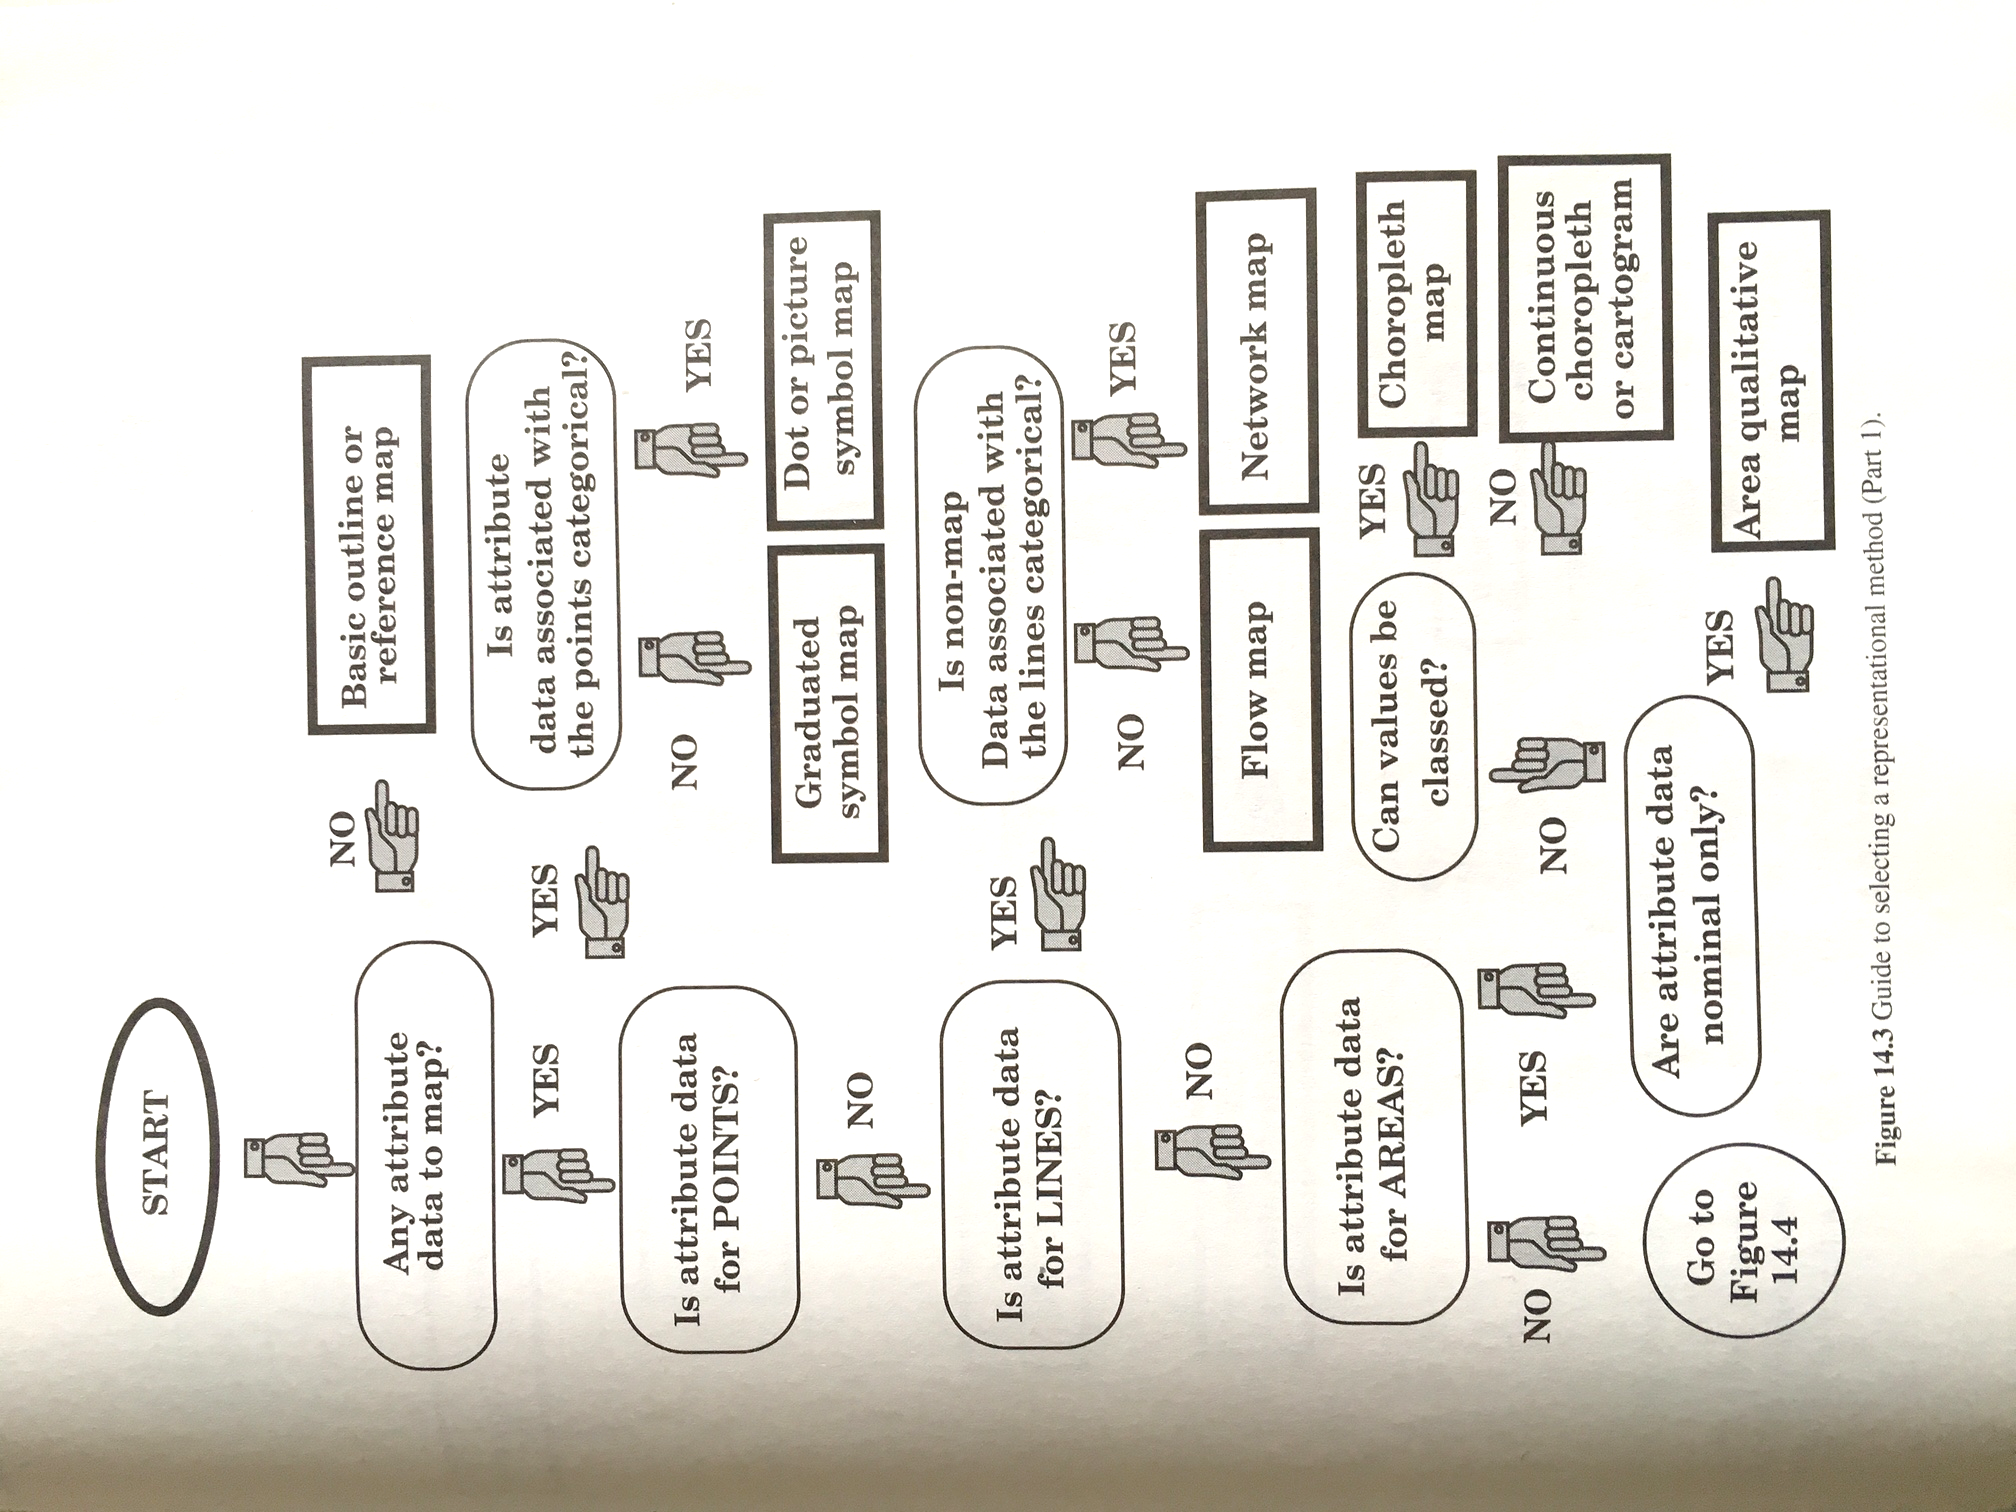 START
Any attribute
data to map?
NO
Basic outline or
reference map
YES
Is attribute data
for POINTS?
YES
Is attribute
data associated with
the points categorical?
NO
YES
Graduated
symbol map
Dot or picture
symbol map
NO
Is attribute data
for LINES?
YES
Is non-map
Data associated with
the lines categorical?
NO
YES
Flow map
Network map
NO
Is attribute data
for AREAS?
NO
YES
Go to
Figure
14.4
Are attribute data
nominal only?
NO
Can values be
classed?
YES
Choropleth
map
NO
Continuous
choropleth
or cartogram
YES
Area qualitative
map
Figure 14.3 Guide to selecting a representational method (Part 1).